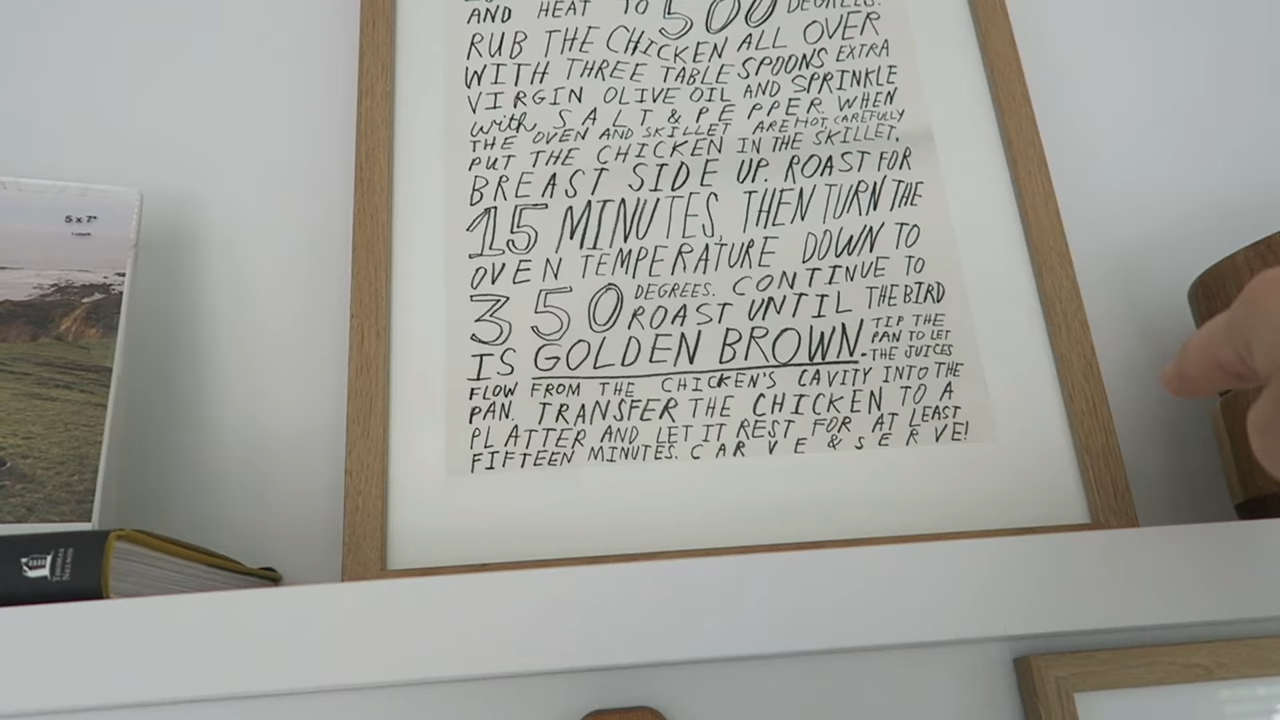 5 x 7"
AND HEAT TO 500 DEGREES.
RUB THE CHICKEN ALL OVER
WITH THREE TABLESPOONS EXTRA
VIRGIN OLIVE OIL AND SPRINKLE
with SALT & PEPPER. WHEN
THE OVEN AND SKILLET ARE HOT, CAREFULLY
PUT THE CHICKEN IN THE SKILLET,
BREAST SIDE UP. ROAST FOR
15 MINUTES, THEN TURN THE
OVEN TEMPERATURE DOWN TO
350 DEGREES. CONTINUE TO
ROAST UNTIL THE BIRD
IS GOLDEN BROWN. TIP THE
PAN TO LET
-THE JUICES
FLOW FROM THE CHICKEN'S CAVITY INTO THE
PAN. TRANSFER THE CHICKEN TO A
PLATTER AND LET IT REST FOR AT LEAST
FIFTEEN MINUTES. CARVE & SERVE!
THOMAS
NELSON